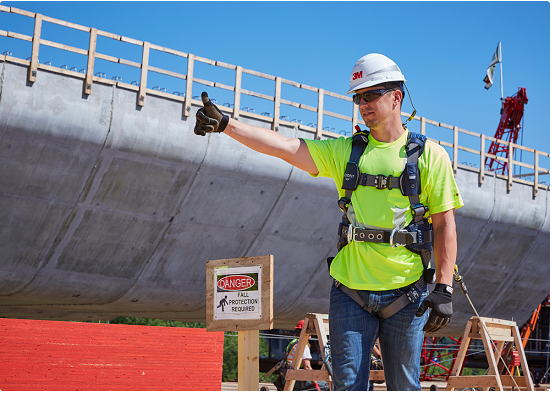 3M
DANGER
FALL
PROTECTION
REQUIRED